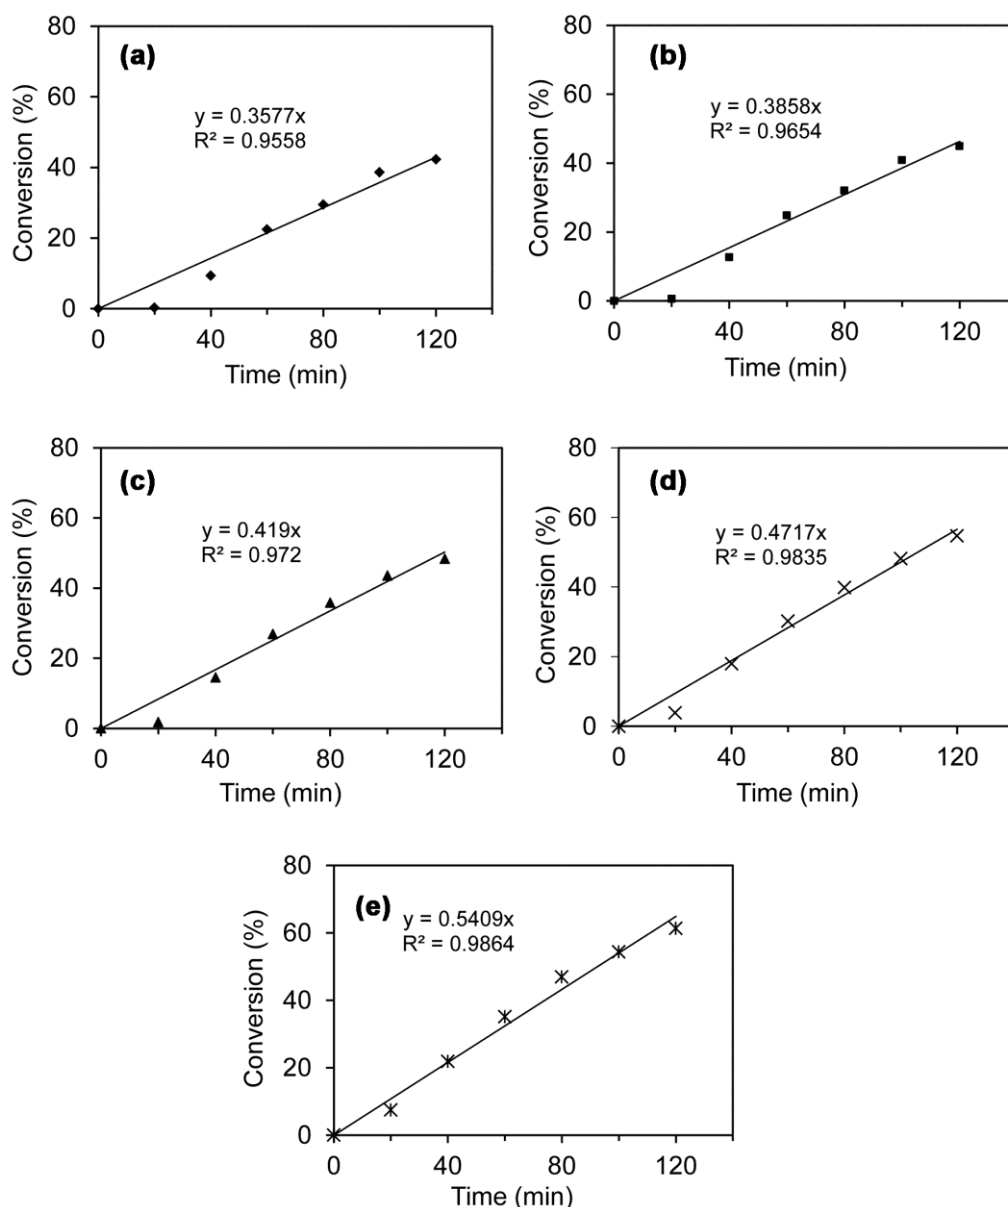 (a)
y = 0.3577x
R² = 0.9558
Conversion (%)
80
60
40
20
0
0
40
80
120
Time (min)
(b)
y = 0.3858x
R² = 0.9654
Conversion (%)
80
60
40
20
0
0
40
80
120
Time (min)
(c)
y = 0.419x
R² = 0.972
Conversion (%)
80
60
40
20
0
0
40
80
120
Time (min)
(d)
y = 0.4717x
R² = 0.9835
Conversion (%)
80
60
40
20
0
0
40
80
120
Time (min)
(e)
y = 0.5409x
R² = 0.9864
Conversion (%)
80
60
40
20
0
0
40
80
120
Time (min)